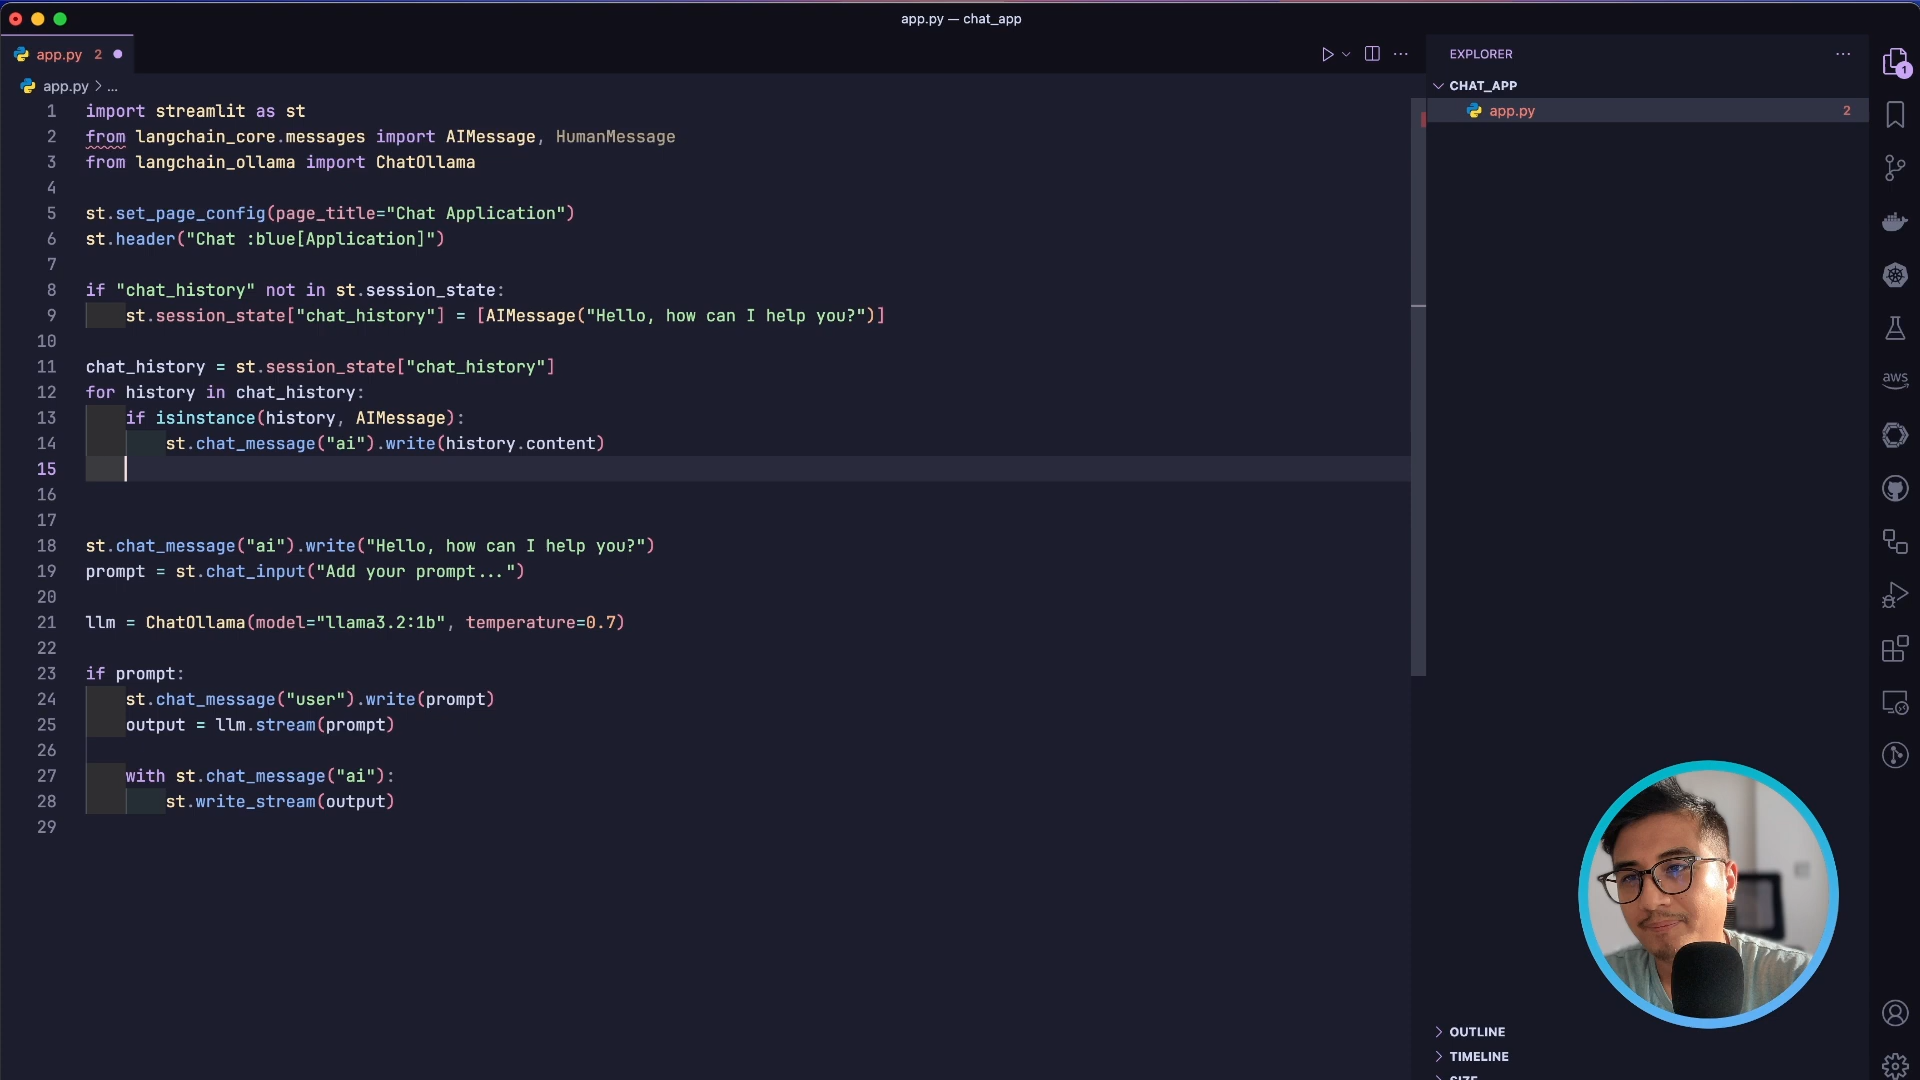 app.py — chat_app
app.py 2
app.py > ...
1 import streamlit as st
2 from langchain_core.messages import AIMessage, HumanMessage
3 from langchain_ollama import ChatOllama
4
5 st.set_page_config(page_title="Chat Application")
6 st.header("Chat :blue[Application]")
7
8 if "chat_history" not in st.session_state:
9 st.session_state["chat_history"] = [AIMessage("Hello, how can I help you?")]
10
11 chat_history = st.session_state["chat_history"]
12 for history in chat_history:
13 if isinstance(history, AIMessage):
14 st.chat_message("ai").write(history.content)
15
16
17
18 st.chat_message("ai").write("Hello, how can I help you?")
19 prompt = st.chat_input("Add your prompt...")
20
21 llm = ChatOllama(model="llama3.2:1b", temperature=0.7)
22
23 if prompt:
24 st.chat_message("user").write(prompt)
25 output = llm.stream(prompt)
26
27 with st.chat_message("ai"):
28 st.write_stream(output)
29
EXPLORER
CHAT_APP
app.py 2
OUTLINE
TIMELINE
SIZE
1
aws